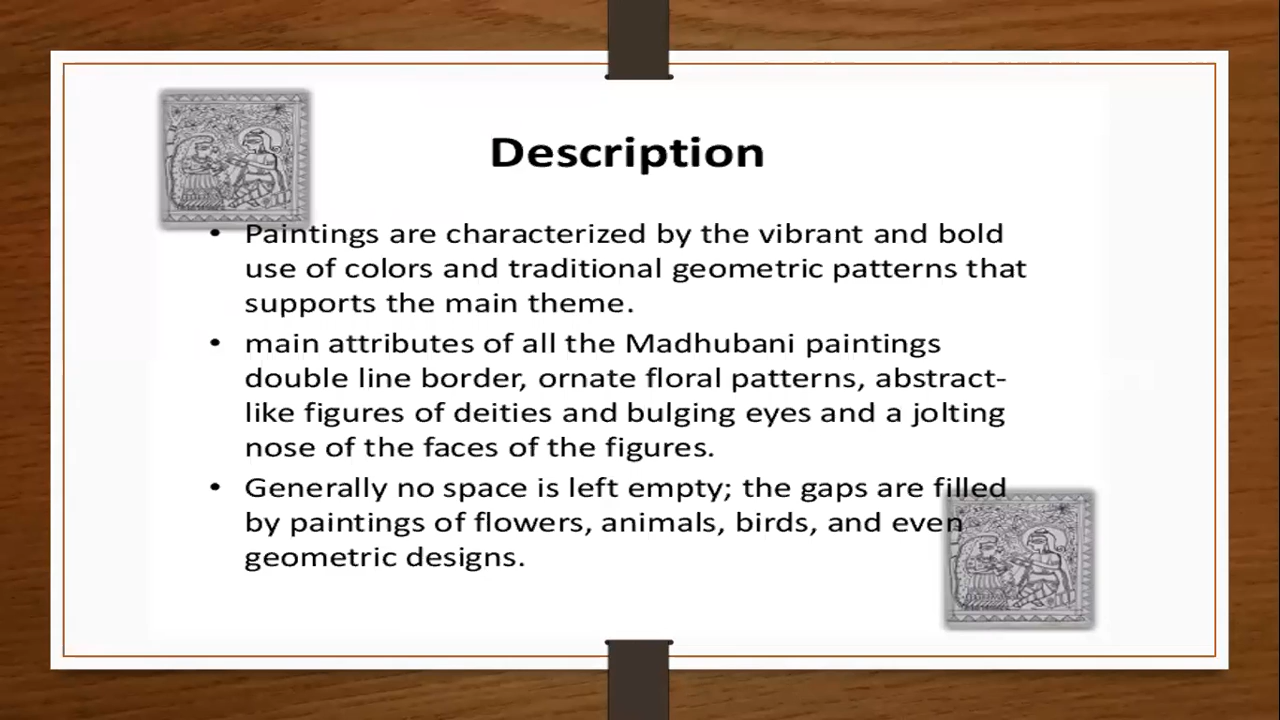 Description
• Paintings are characterized by the vibrant and bold
use of colors and traditional geometric patterns that
supports the main theme.
• main attributes of all the Madhubani paintings
double line border, ornate floral patterns, abstract-
like figures of deities and bulging eyes and a jolting
nose of the faces of the figures.
• Generally no space is left empty; the gaps are filled
by paintings of flowers, animals, birds, and even
geometric designs.